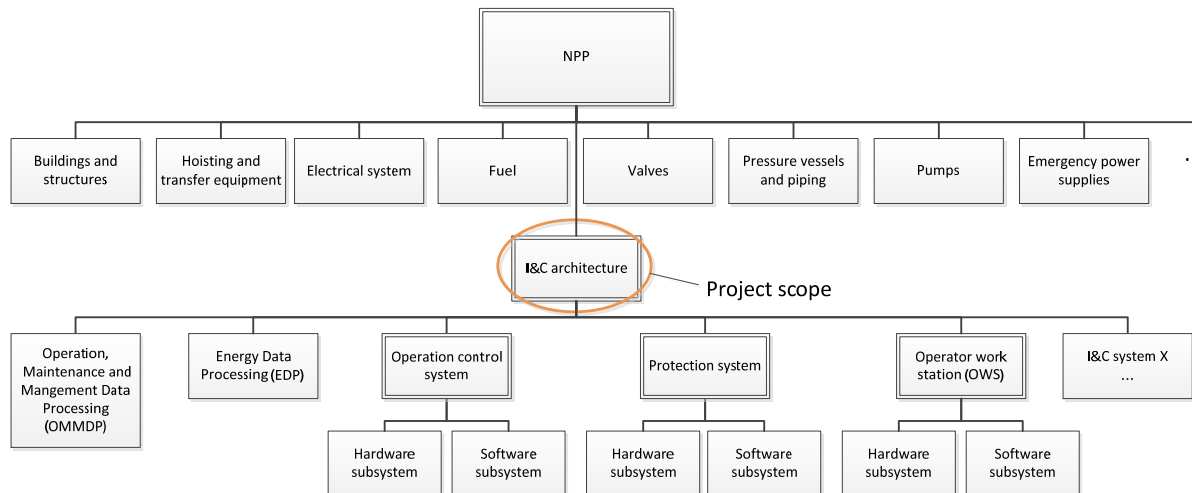 NPP
Buildings and
structures
Hoisting and
transfer equipment
Electrical system
Fuel
Valves
Pressure vessels
and piping
Pumps
Emergency power
supplies
.
I&C architecture
Project scope
Operation,
Maintenance and
Mangement Data
Processing
(OMMDP)
Energy Data
Processing (EDP)
Operation control
system
Protection system
Operator work
station (OWS)
I&C system X
...
Hardware
subsystem
Software
subsystem
Hardware
subsystem
Software
subsystem
Hardware
subsystem
Software
subsystem